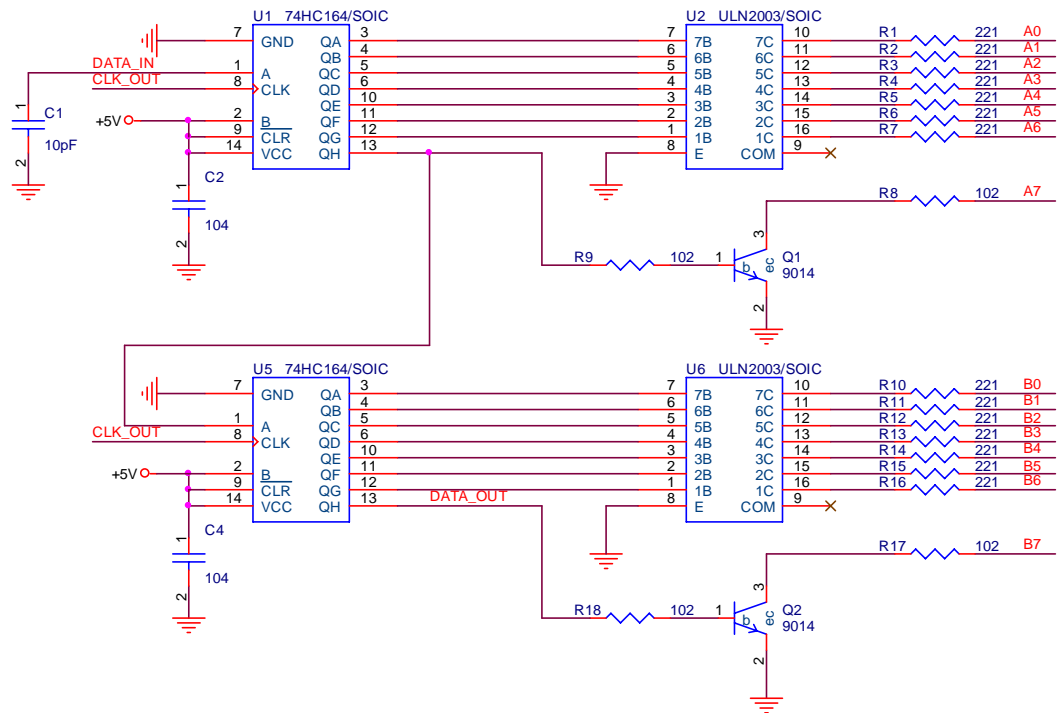 U1 74HC164/SOIC
U2 ULN2003/SOIC
7 GND QA 3
7 7B 7C 10 R1 221 A0
QB 4
6 6B 6C 11 R2 221 A1
DATA_IN 1 A QC 5
5 5B 5C 12 R3 221 A2
CLK_OUT 8 CLK QD 6
4 4B 4C 13 R4 221 A3
QE 10
3 3B 3C 14 R5 221 A4
+5V 2 B QF 11
2 2B 2C 15 R6 221 A5
9 CLR QG 12
1 1B 1C 16 R7 221 A6
14 VCC QH 13
8 E COM 9
1 C1
10pF
2
1 C2
104
2
R8 102 A7
R9 102 1 b ec 3 Q1
9014
2
U5 74HC164/SOIC
U6 ULN2003/SOIC
7 GND QA 3
7 7B 7C 10 R10 221 B0
QB 4
6 6B 6C 11 R11 221 B1
1 A QC 5
5 5B 5C 12 R12 221 B2
CLK_OUT 8 CLK QD 6
4 4B 4C 13 R13 221 B3
QE 10
3 3B 3C 14 R14 221 B4
+5V 2 B QF 11
2 2B 2C 15 R15 221 B5
9 CLR QG 12
1 1B 1C 16 R16 221 B6
14 VCC QH 13 DATA_OUT
8 E COM 9
1 C4
104
2
R17 102 B7
R18 102 1 b ec 3 Q2
9014
2